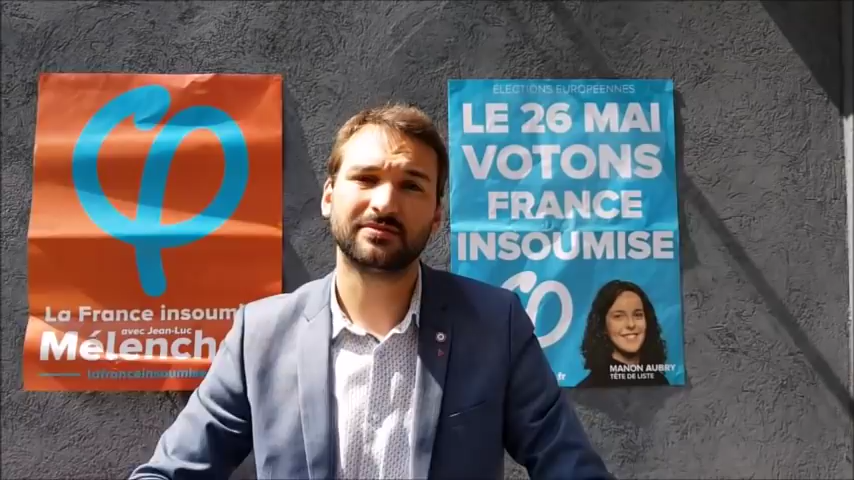 La France insoumi
avec Jean-Luc
Mélench
lafranceinsoumise
ÉLECTIONS EUROPÉENNES
LE 26 MAI
VOTONS
FRANCE
INSOUMISE
MANON AUBRY
TÊTE DE LISTE
.fr